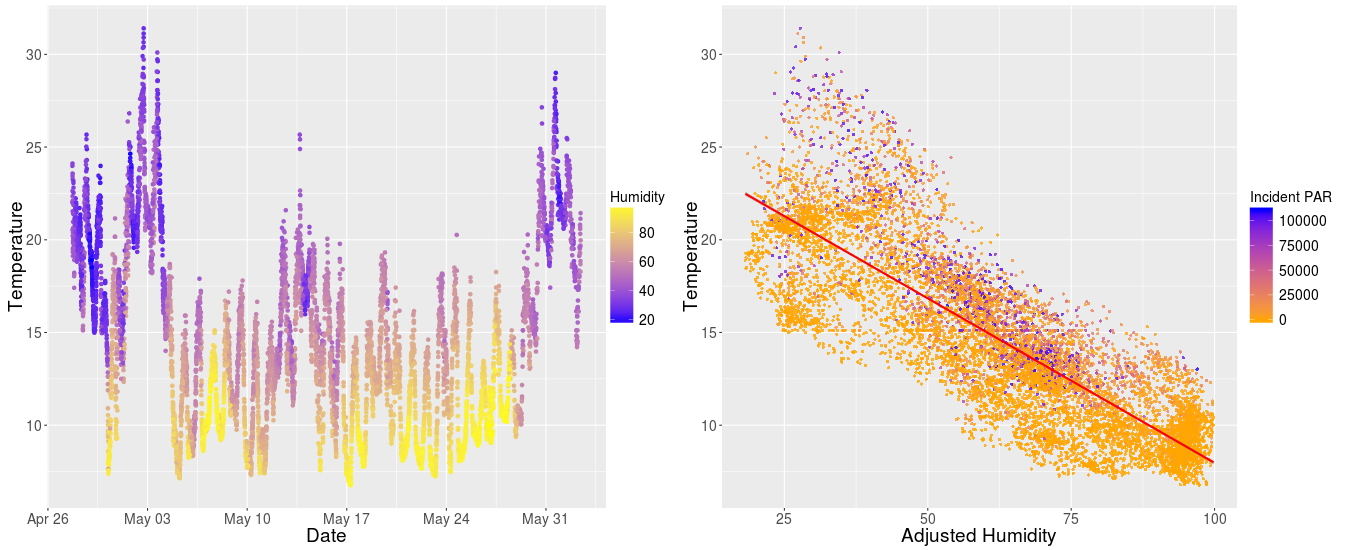 30
25
20
15
10
Temperature
Apr 26 May 03 May 10 May 17 May 24 May 31
Date
Humidity
80
60
40
20
30
25
20
15
10
Temperature
25 50 75 100
Adjusted Humidity
Incident PAR
100000
75000
50000
25000
0